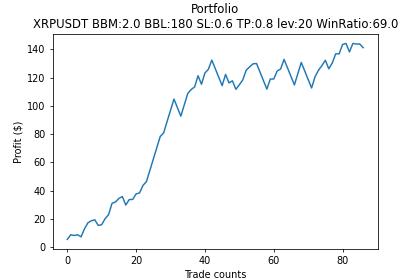 Portfolio
XRPUSDT BBM:2.0 BBL:180 SL:0.6 TP:0.8 lev:20 WinRatio:69.0
140
120
100
80
60
40
20
0
Profit ($)
0 20 40 60 80
Trade counts